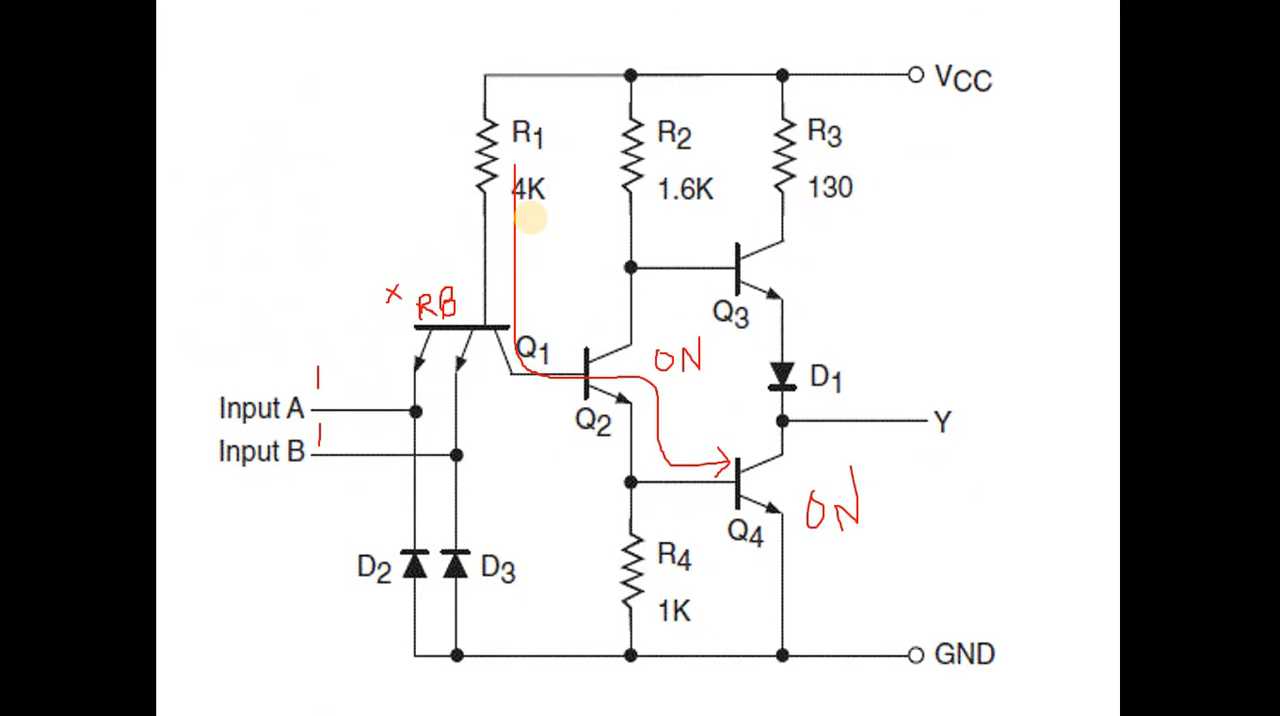 VCC
R1
4K
R2
1.6K
R3
130
× RB
Q1
Q3
ON
1
Input A
1
Input B
Q2
D1
Y
ON
Q4
D2
D3
R4
1K
GND